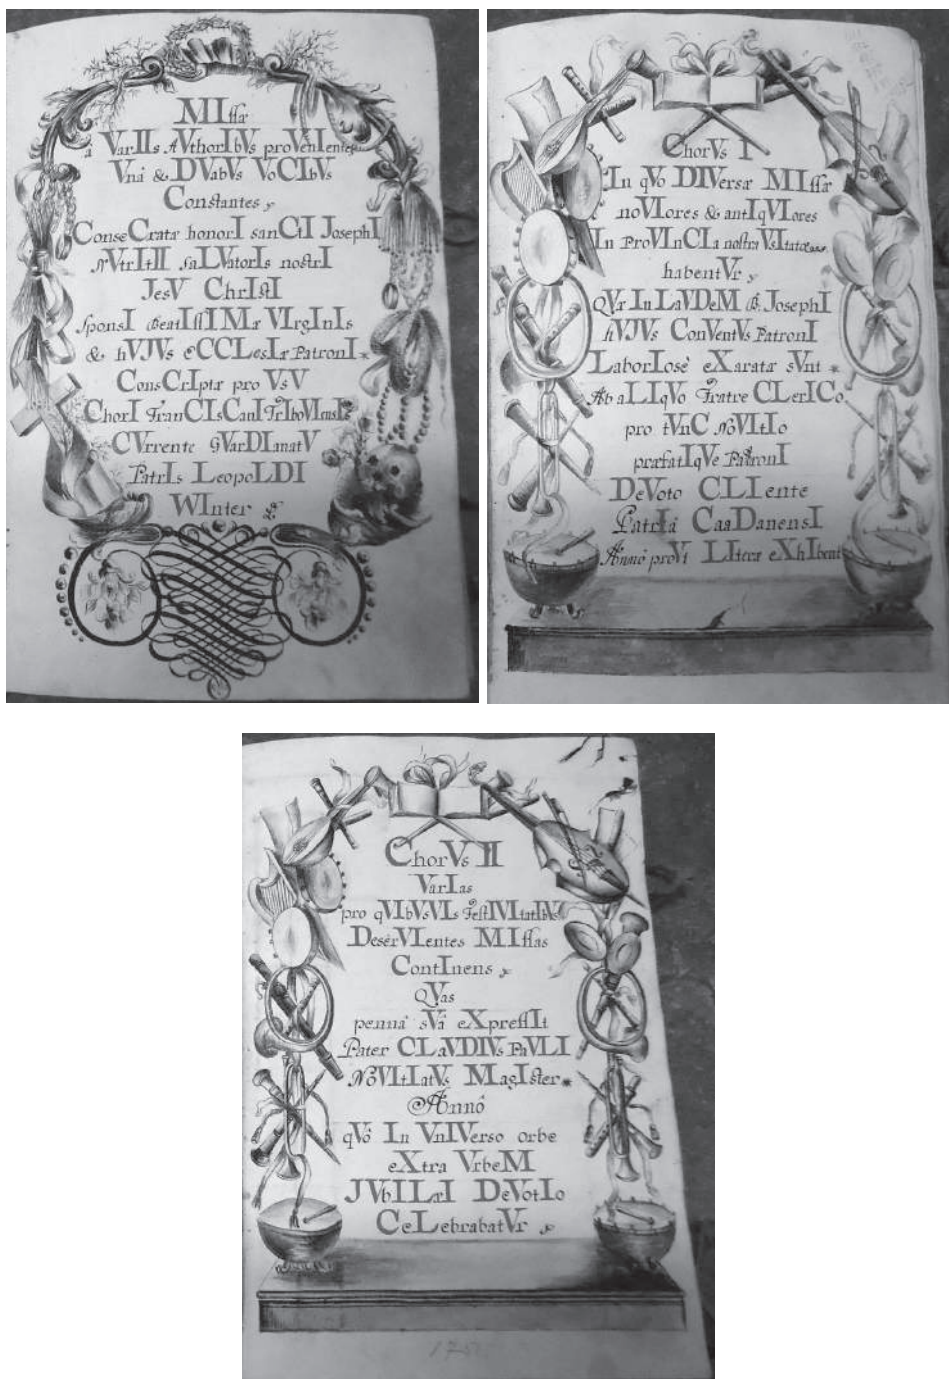 MIssæ
á VarIIs AVthorIbVs proVenIentes
Vnâ & DVabVs VoCIbVs
Constantes
ConseCratæ honorI sanCtI JosephI
NVtrItII saLVatorIs nostrI
JesV ChrIstI
SponsI BeatIssIMæ VIrgInIs
& hVJVs eCCLesIæ PatronI
ConsCrIptæ pro VsV
ChorI FranCIsCanI
CVrrente GVarDIanatV
PatrIs LeopoLDI
WInter
ChorVs I
In qVo DIVersæ MIssæ
noVIores & antIqVIores
In ProVInCIa nostra
habentVr
QVæ In LaVDeM B. JosephI
hVJVs ConVentVs PatronI
LaborIosè eXaratæ sVnt
Ab aLIqVo Fratre CLerICo
pro tVnC NoVItIo
præfatIqVe PatronI
DeVoto CLIente
PatrIâ CaaDanensI
Annô proVt LIteræ eXhIbent
ChorVs II
VarIas
pro qVIbVsVIs FestIVItatIbVs
DesèrVIentes MIssas
ContInens
QVas
pennâ sVâ eXpressIt
Pater CLaVDIVs PaVLI
NoVItIatVs MagIster
Annô
qVô In VnIVerso orbe
eXtra VrbeM
JVbILæI DeVotIo
CeLebrabatVr